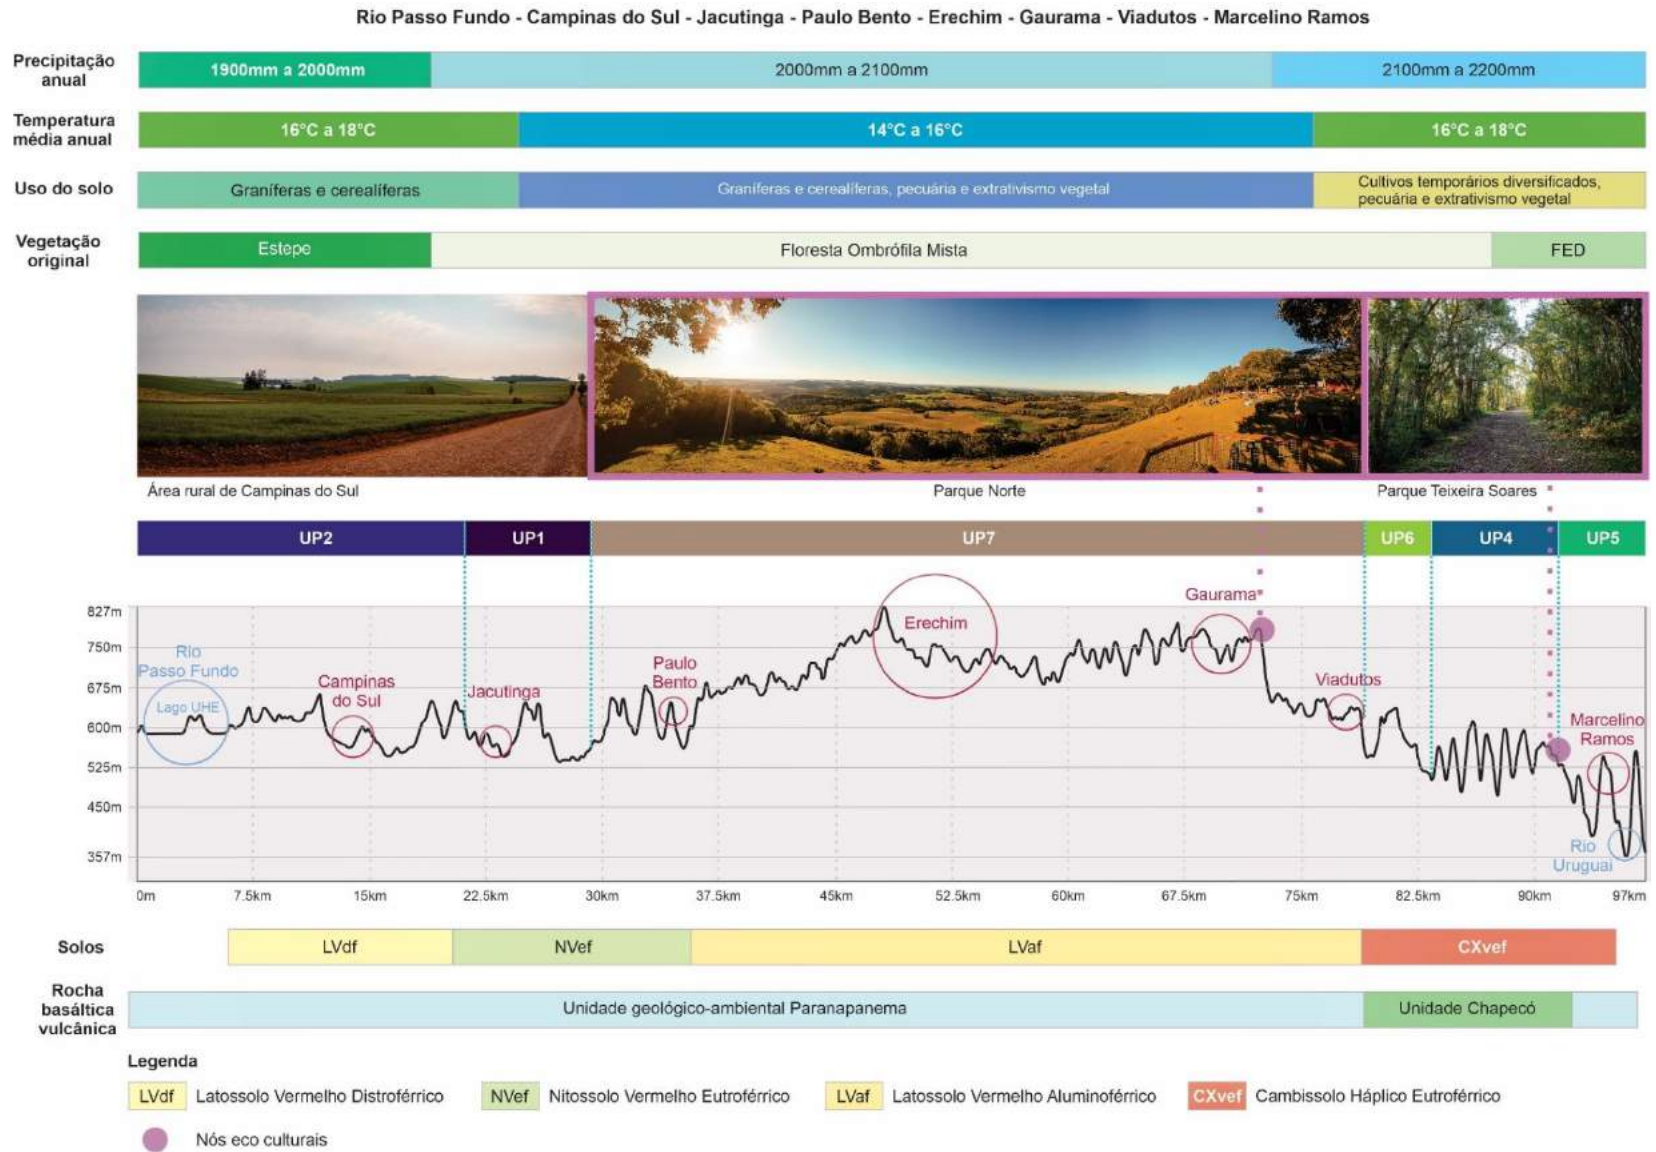 Rio Passo Fundo - Campinas do Sul - Jacutinga - Paulo Bento - Erechim - Gaurama - Viadutos - Marcelino Ramos
Precipitação
anual
1900mm a 2000mm
2000mm a 2100mm
2100mm a 2200mm
Temperatura
média anual
16°C a 18°C
14°C a 16°C
16°C a 18°C
Uso do solo
Graníferas e cerealíferas
Graníferas e cerealíferas, pecuária e extrativismo vegetal
Cultivos temporários diversificados,
pecuária e extrativismo vegetal
Vegetação
original
Estepe
Floresta Ombrófila Mista
FED
Área rural de Campinas do Sul
Parque Norte
Parque Teixeira Soares
UP2
UP1
UP7
UP6
UP4
UP5
827m
750m
675m
600m
525m
450m
357m
Rio
Passo Fundo
Lago UHE
Campinas
do Sul
Jacutinga
Paulo
Bento
Erechim
Gaurama
Viadutos
Marcelino
Ramos
Rio
Uruguai
0m
7.5km
15km
22.5km
30km
37.5km
45km
52.5km
60km
67.5km
75km
82.5km
90km
97km
Solos
LVdf
NVef
LVaf
CXvef
Rocha
basáltica
vulcânica
Unidade geológico-ambiental Paranapanema
Unidade Chapecó
Legenda
LVdf
Latossolo Vermelho Distroférrico
NVef
Nitossolo Vermelho Eutroférrico
LVaf
Latossolo Vermelho Aluminoférrico
CXvef
Cambissolo Háplico Eutroférrico
Nós eco culturais